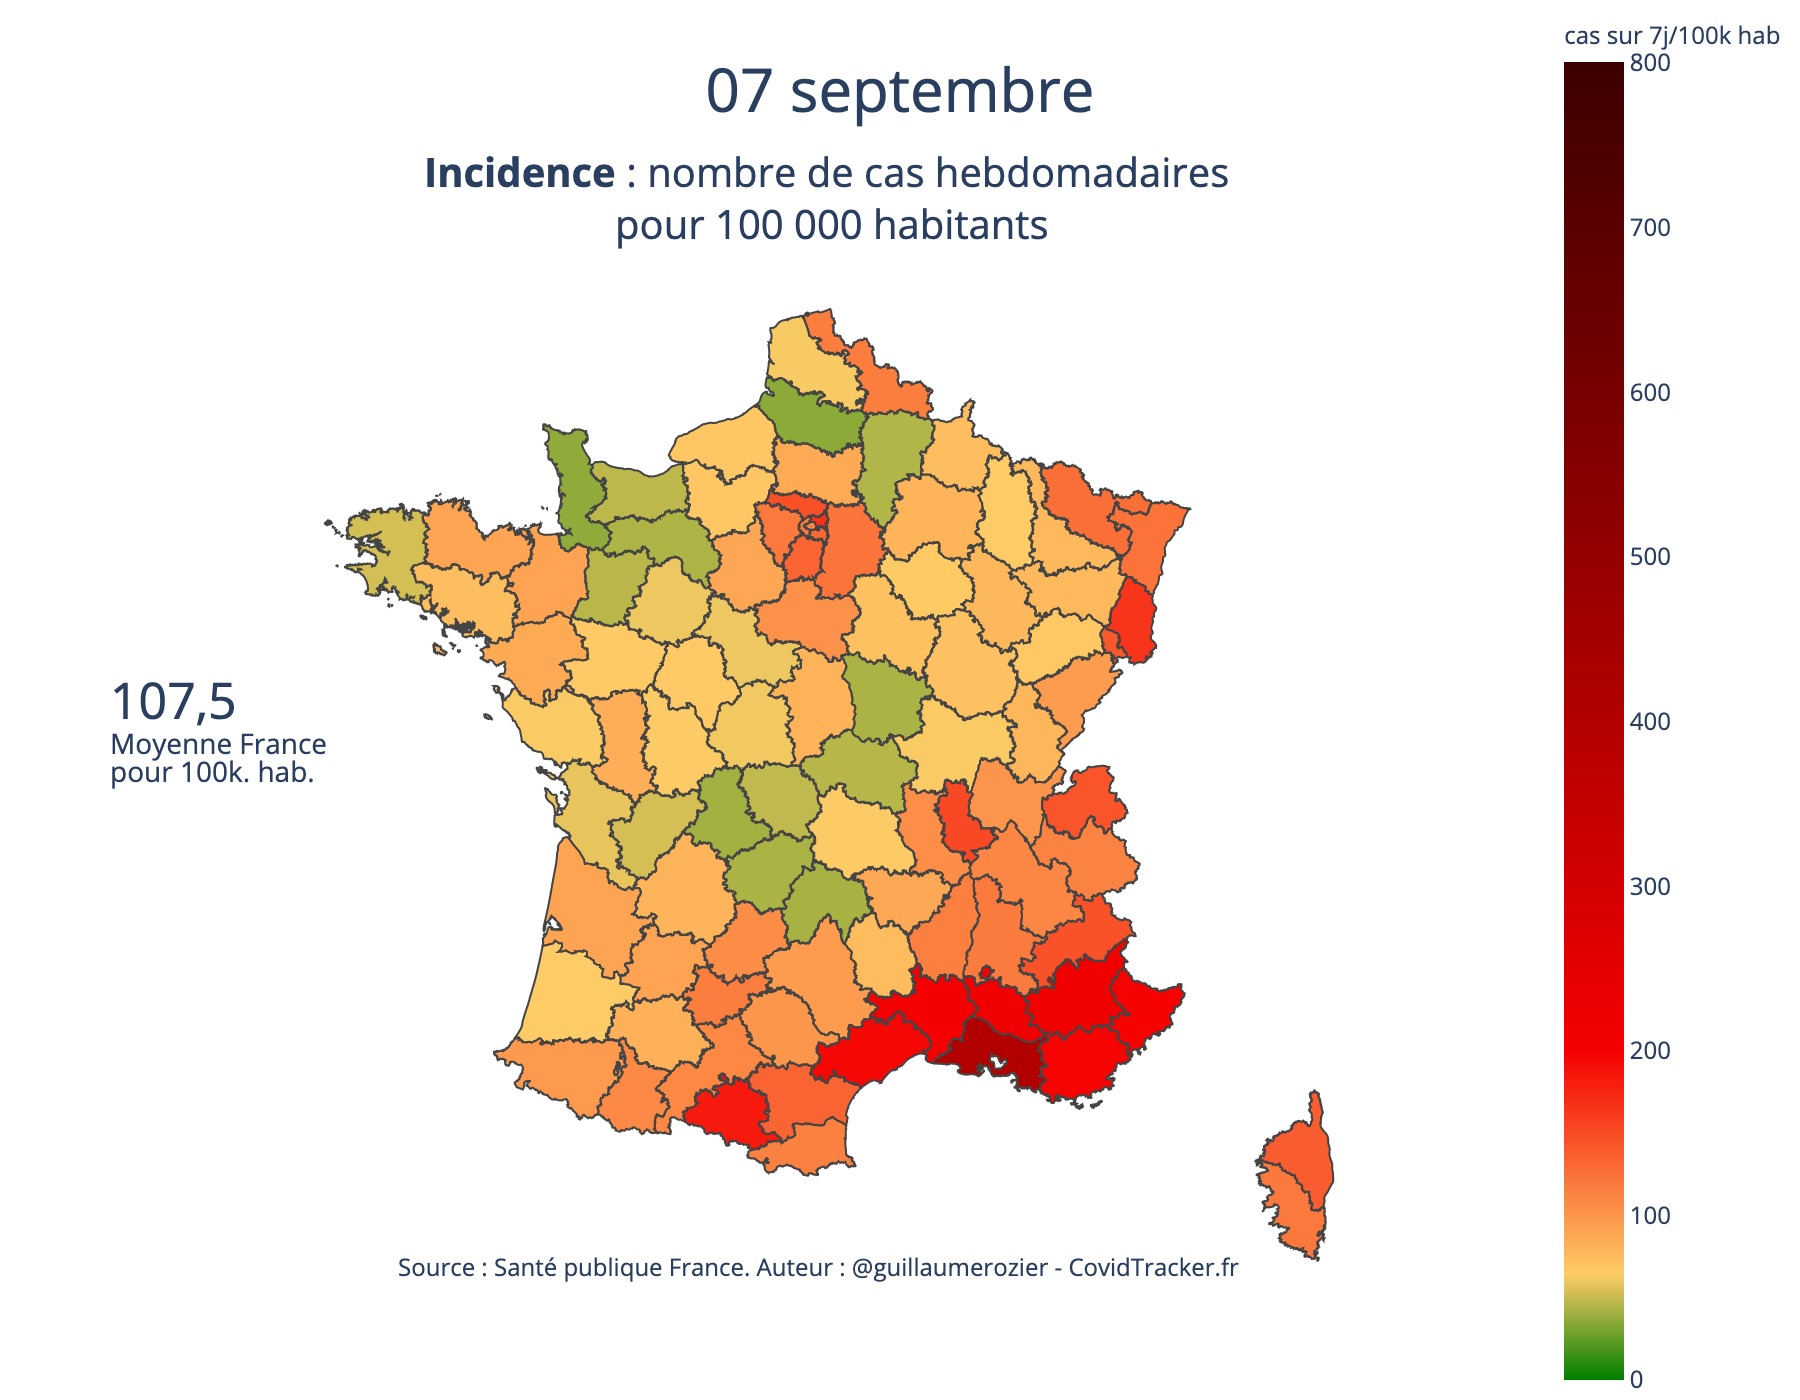 07 septembre
Incidence : nombre de cas hebdomadaires
pour 100 000 habitants
cas sur 7j/100k hab
800
700
600
500
400
300
200
100
0
107,5
Moyenne France
pour 100k. hab.
Source : Santé publique France. Auteur : @guillaumerozier - CovidTracker.fr